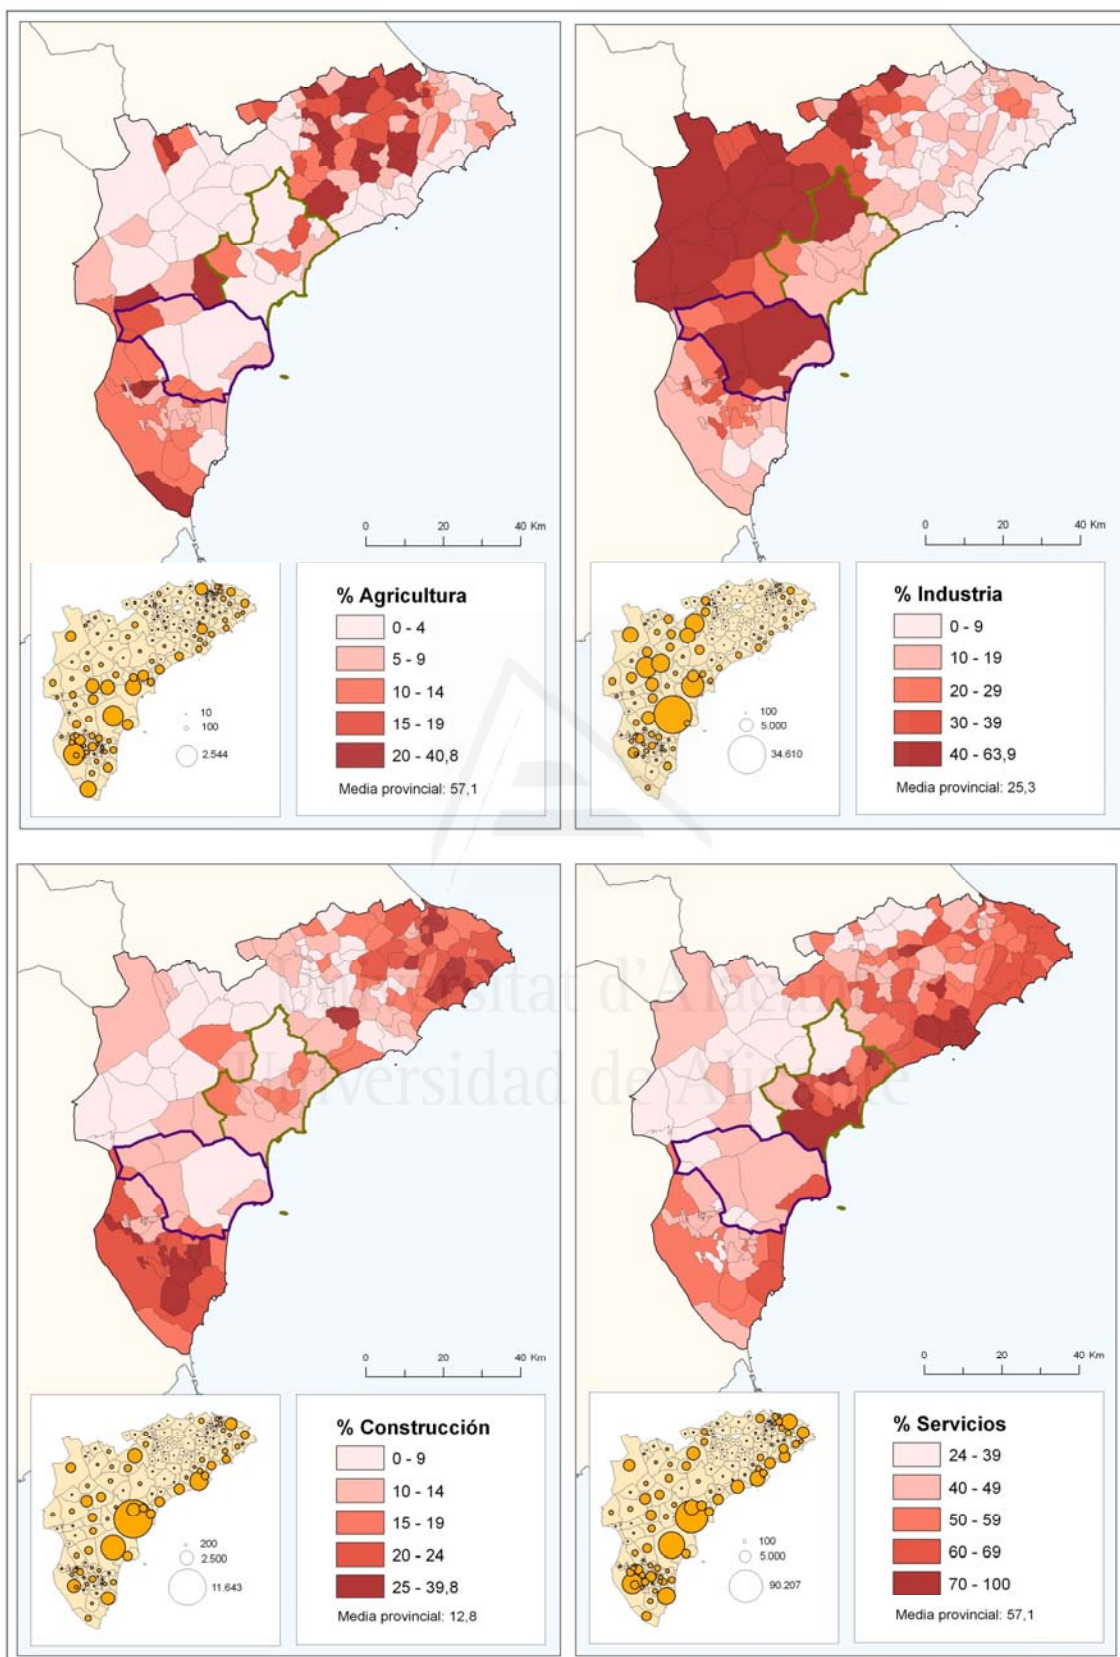 0 20 40 Km
% Agricultura
0 - 4
5 - 9
10 - 14
15 - 19
20 - 40,8
Media provincial: 57,1
10
100
2.544
0 20 40 Km
% Industria
0 - 9
10 - 19
20 - 29
30 - 39
40 - 63,9
Media provincial: 25,3
100
5.000
34.610
Universitat d'Alacant
Universidad de Alicante
0 20 40 Km
% Construcción
0 - 9
10 - 14
15 - 19
20 - 24
25 - 39,8
Media provincial: 12,8
200
2.500
11.643
0 20 40 Km
% Servicios
24 - 39
40 - 49
50 - 59
60 - 69
70 - 100
Media provincial: 57,1
100
5.000
90.207